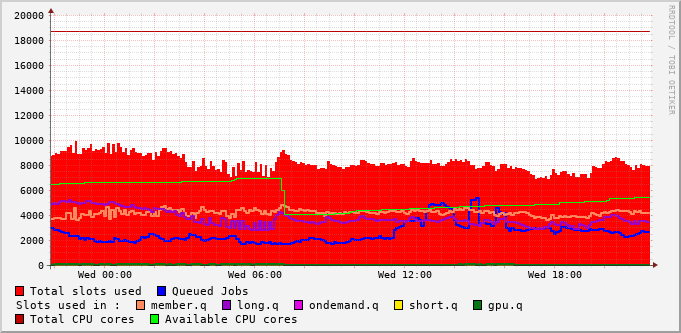 RRDTOOL / TOBI OETIKER
20000
18000
16000
14000
12000
10000
8000
6000
4000
2000
0
Wed 00:00 Wed 06:00 Wed 12:00 Wed 18:00
Total slots used Queued Jobs
Slots used in : member.q long.q ondemand.q short.q gpu.q
Total CPU cores Available CPU cores